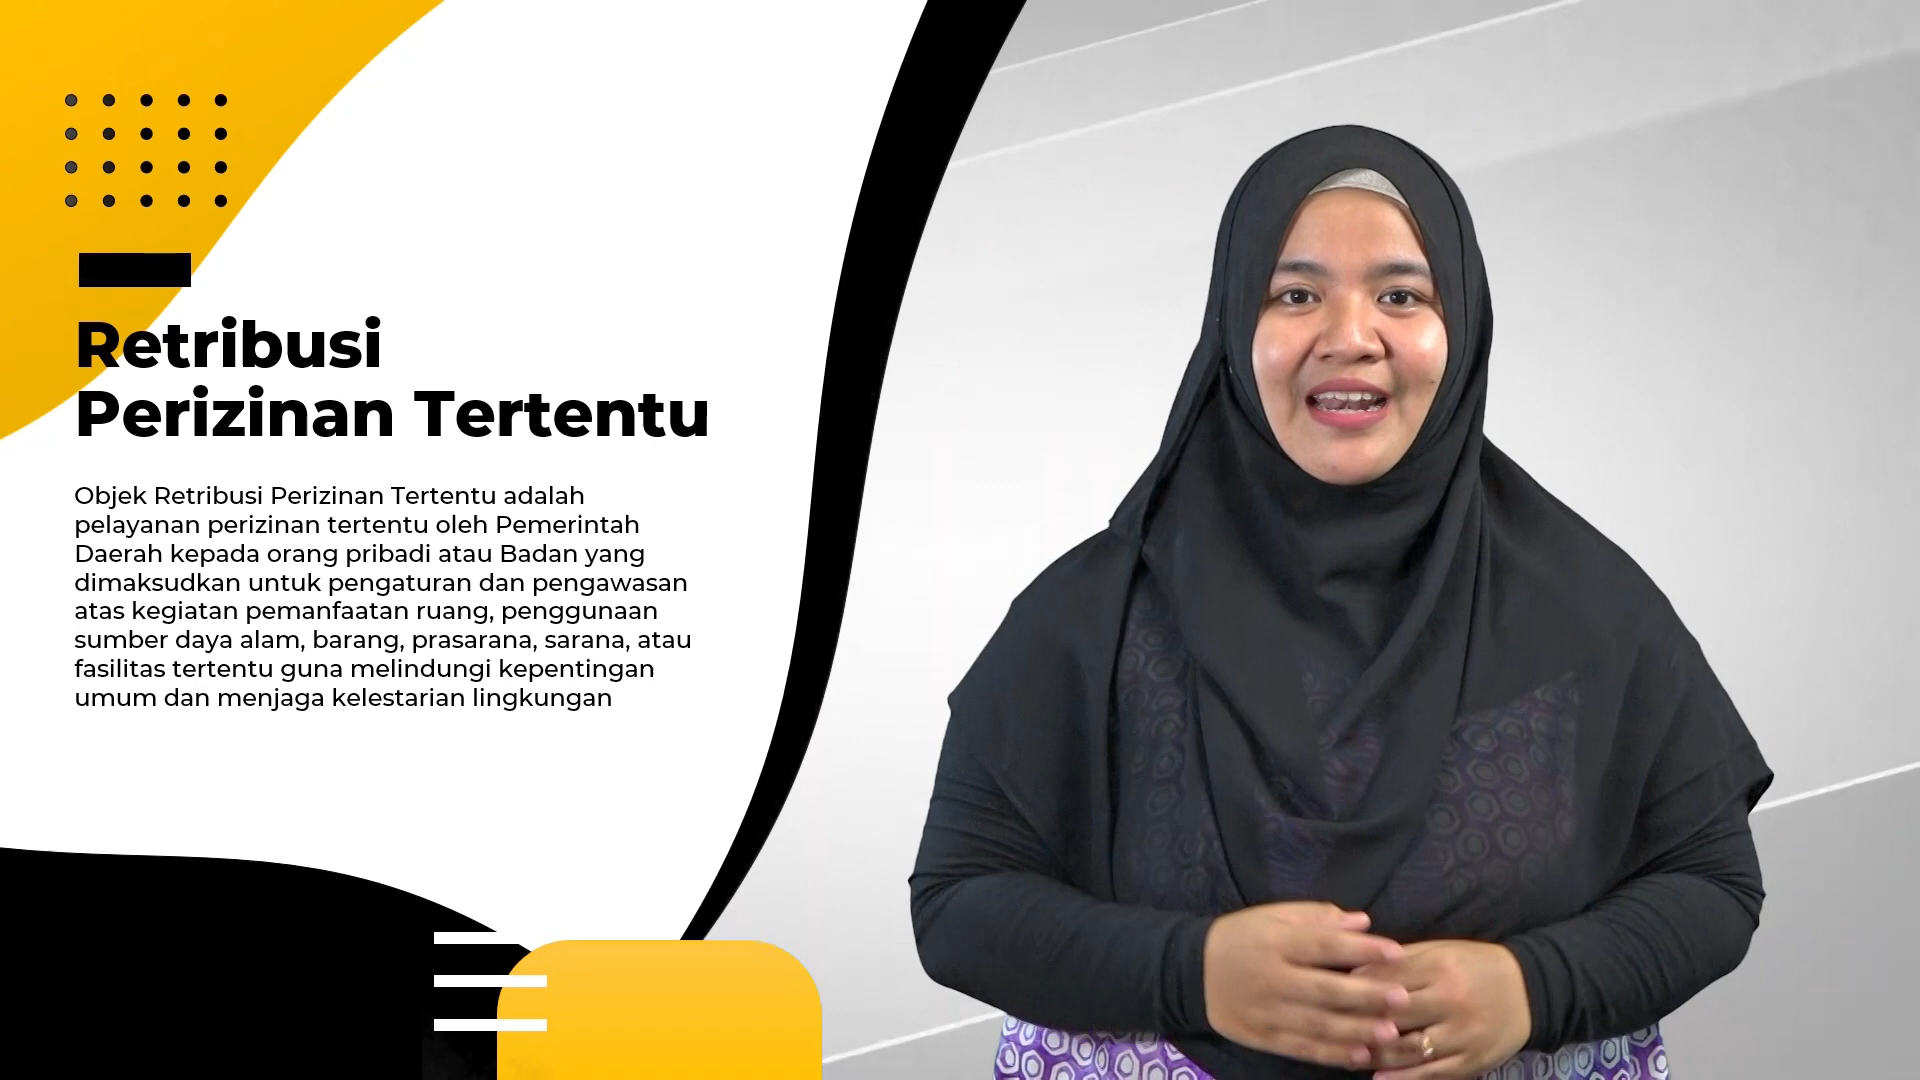 Retribusi
Perizinan Tertentu
Objek Retribusi Perizinan Tertentu adalah
pelayanan perizinan tertentu oleh Pemerintah
Daerah kepada orang pribadi atau Badan yang
dimaksudkan untuk pengaturan dan pengawasan
atas kegiatan pemanfaatan ruang, penggunaan
sumber daya alam, barang, prasarana, sarana, atau
fasilitas tertentu guna melindungi kepentingan
umum dan menjaga kelestarian lingkungan